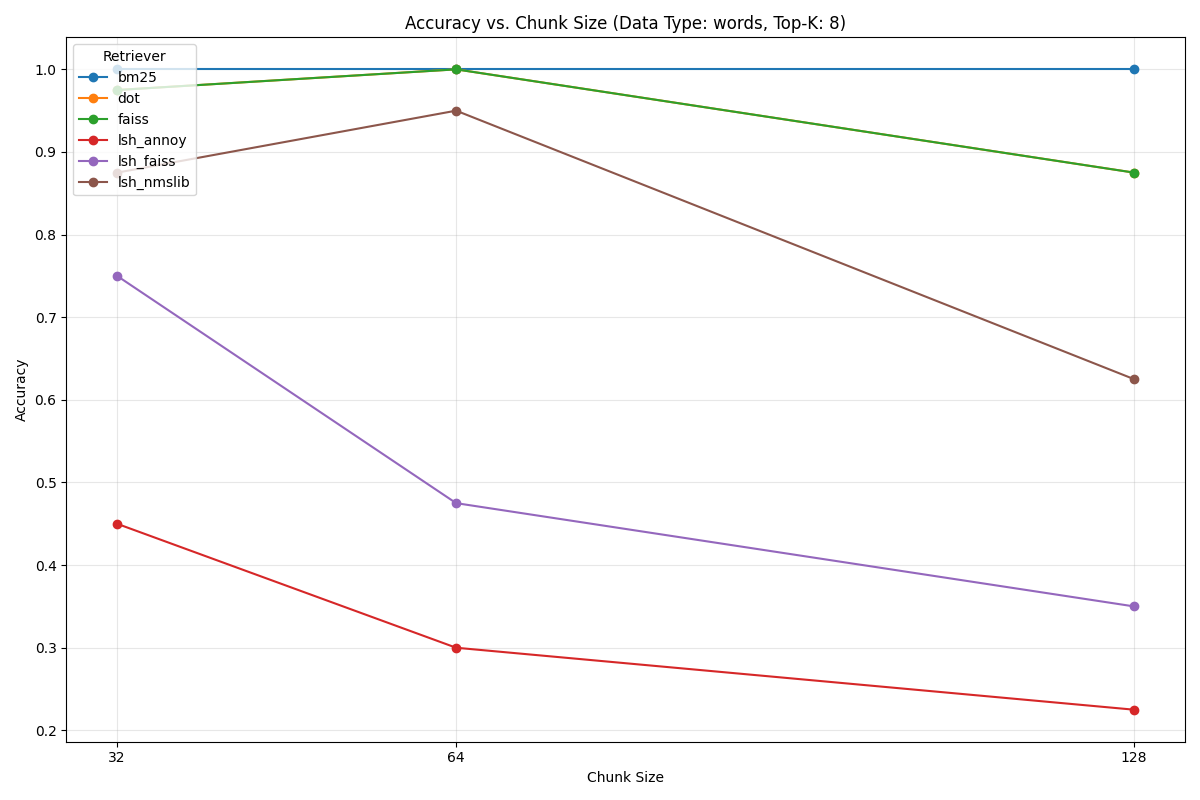 Accuracy vs. Chunk Size (Data Type: words, Top-K: 8)
Retriever
bm25
dot
faiss
lsh_annoy
lsh_faiss
lsh_nmslib
1.0
0.9
0.8
0.7
0.6
0.5
0.4
0.3
0.2
Accuracy
32 64 128
Chunk Size